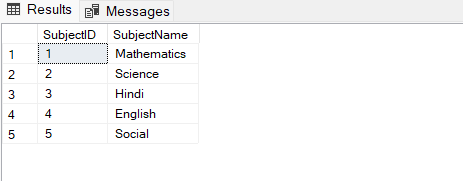 Results Messages
SubjectID SubjectName
1 1 Mathematics
2 2 Science
3 3 Hindi
4 4 English
5 5 Social